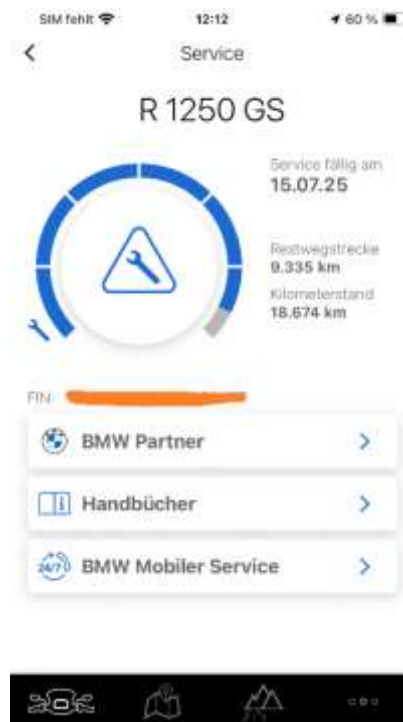 SIM fehlt
12:12
60 %
Service
R 1250 GS
Service fällig am
15.07.25
Restwegstrecke
9.335 km
Kilometerstand
18.674 km
FIN
BMW Partner
Handbücher
24/7
BMW Mobiler Service